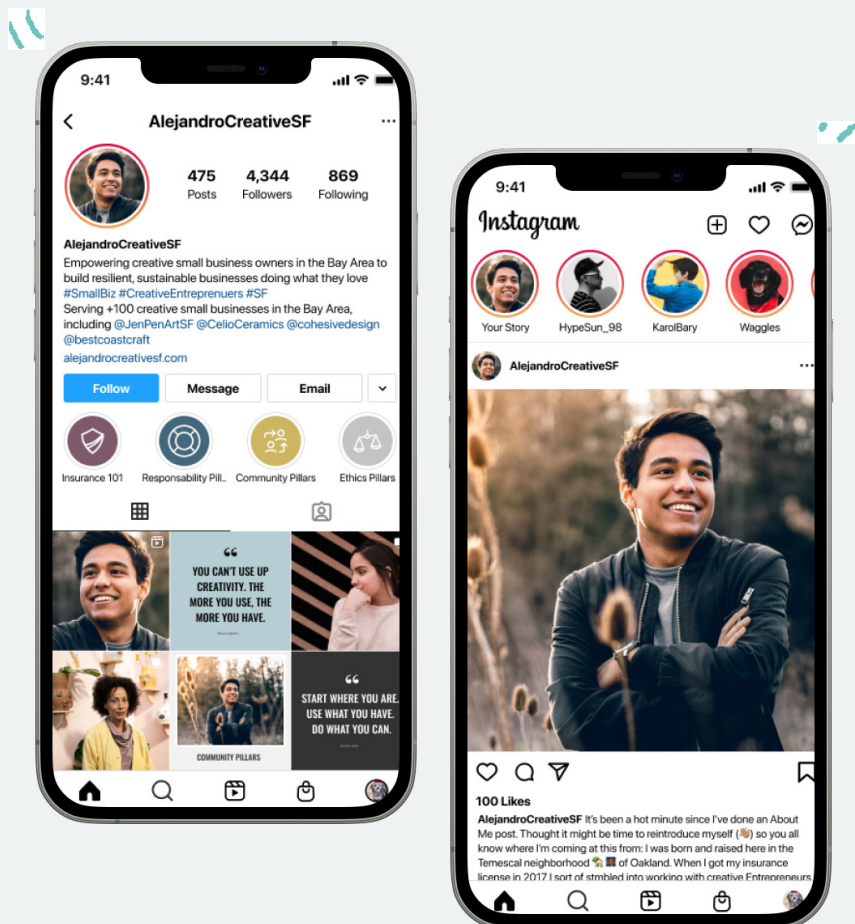 9:41
AlejandroCreativeSF
475 4,344 869
Posts Followers Following
AlejandroCreativeSF
Empowering creative small business owners in the Bay Area to
build resilient, sustainable businesses doing what they love
#SmallBiz #CreativeEntreprenuers #SF
Serving +100 creative small businesses in the Bay Area,
including @JenPenArtSF @CelioCeramics @cohesivedesign
@bestcoastcraft
alejandrocreativesf.com
Follow Message Email
Insurance 101 Responsability Pill.. Community Pillars Ethics Pillars
“
YOU CAN'T USE UP
CREATIVITY. THE
MORE YOU USE, THE
MORE YOU HAVE.
COMMUNITY PILLARS
“
START WHERE YOU ARE.
USE WHAT YOU HAVE.
DO WHAT YOU CAN.
9:41
Instagram
Your Story HypeSun_98 KarolBary Waggles
AlejandroCreativeSF
100 Likes
AlejandroCreativeSF It's been a hot minute since I've done an About
Me post. Thought it might be time to reintroduce myself (👋🏼) so you all
know where I'm coming at this from: I was born and raised here in the
Temescal neighborhood 🏡 🌉 of Oakland. When I got my insurance
license in 2017 I sort of stmbled into working with creative Entrepreneurs